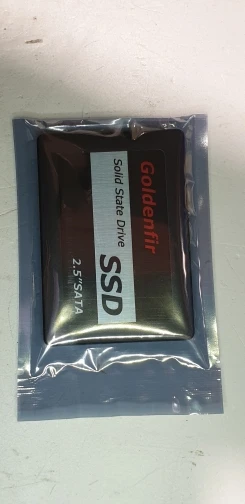 Goldenfir
Solid State Drive
SSD
2.5"SATA